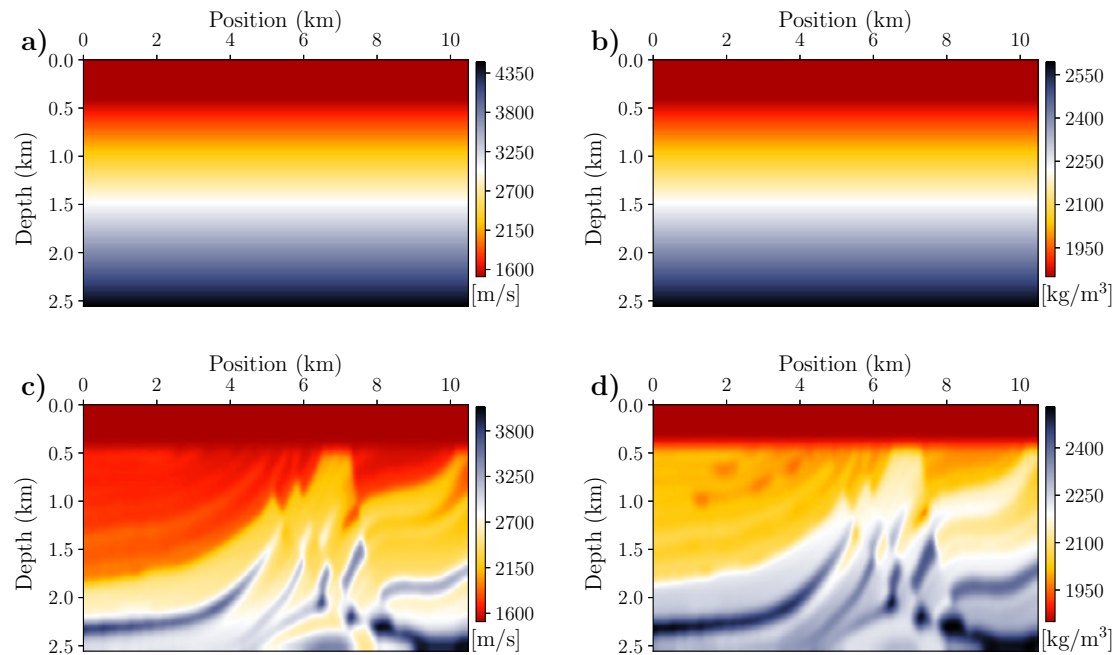 Position (km)
a) 0 2 4 6 8 10
0.0
0.5
1.0
1.5
2.0
2.5
Depth (km)
4350
3800
3250
2700
2150
1600
[m/s]
Position (km)
b) 0 2 4 6 8 10
0.0
0.5
1.0
1.5
2.0
2.5
Depth (km)
2550
2400
2250
2100
1950
[kg/m³]
Position (km)
c) 0 2 4 6 8 10
0.0
0.5
1.0
1.5
2.0
2.5
Depth (km)
3800
3250
2700
2150
1600
[m/s]
Position (km)
d) 0 2 4 6 8 10
0.0
0.5
1.0
1.5
2.0
2.5
Depth (km)
2400
2250
2100
1950
[kg/m³]